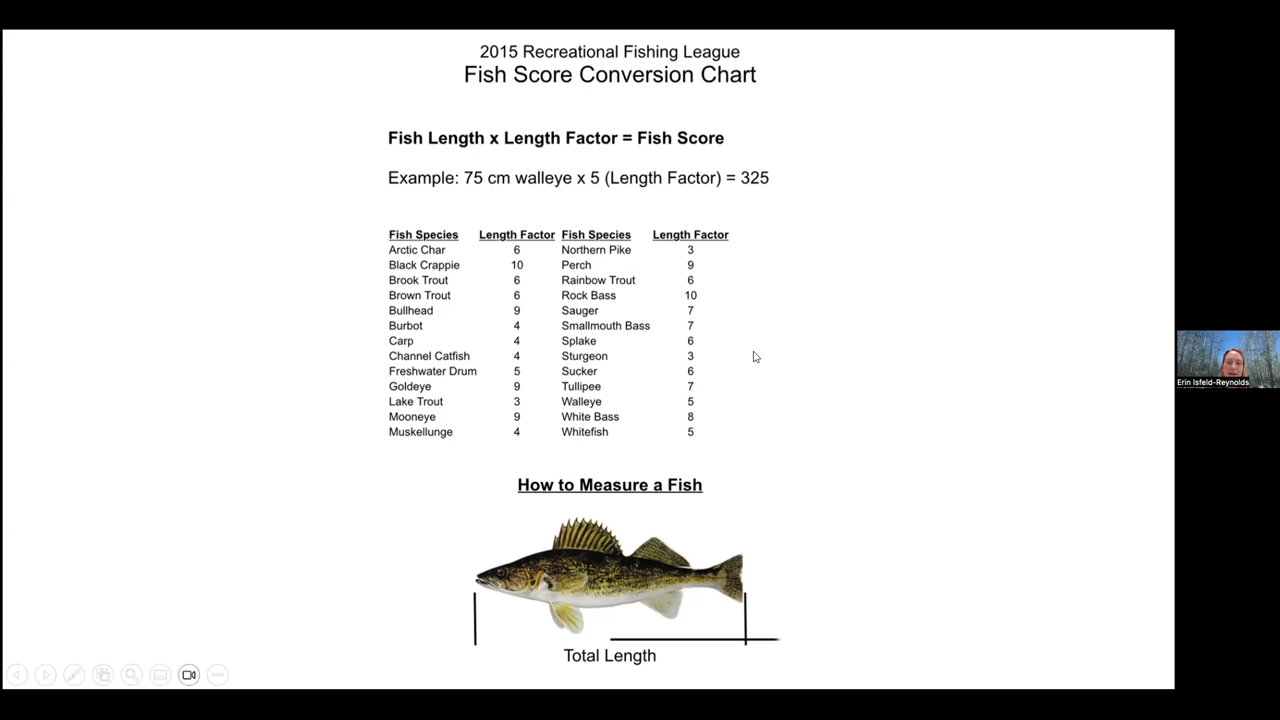 2015 Recreational Fishing League
Fish Score Conversion Chart
Fish Length x Length Factor = Fish Score
Example: 75 cm walleye x 5 (Length Factor) = 325
Fish Species Length Factor Fish Species Length Factor
Arctic Char 6 Northern Pike 3
Black Crappie 10 Perch 9
Brook Trout 6 Rainbow Trout 6
Brown Trout 6 Rock Bass 10
Bullhead 9 Sauger 7
Burbot 4 Smallmouth Bass 7
Carp 4 Splake 6
Channel Catfish 4 Sturgeon 3
Freshwater Drum 5 Sucker 6
Goldeye 9 Tullipee 7
Lake Trout 3 Walleye 5
Mooneye 9 White Bass 8
Muskellunge 4 Whitefish 5
How to Measure a Fish
Total Length
Erin Isfeld-Reynolds